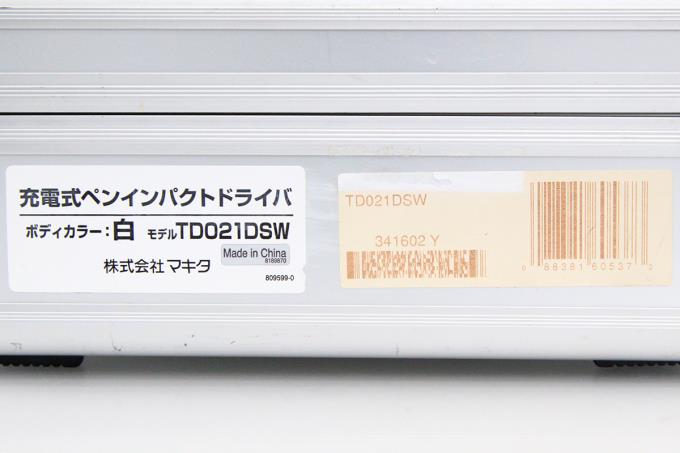 充電式ペンインパクトドライバ
ボディカラー：白 モデルTD021DSW
Made in China
8189870
株式会社マキタ
809599-0
TD021DSW
341602 Y
0 88381 60537 3